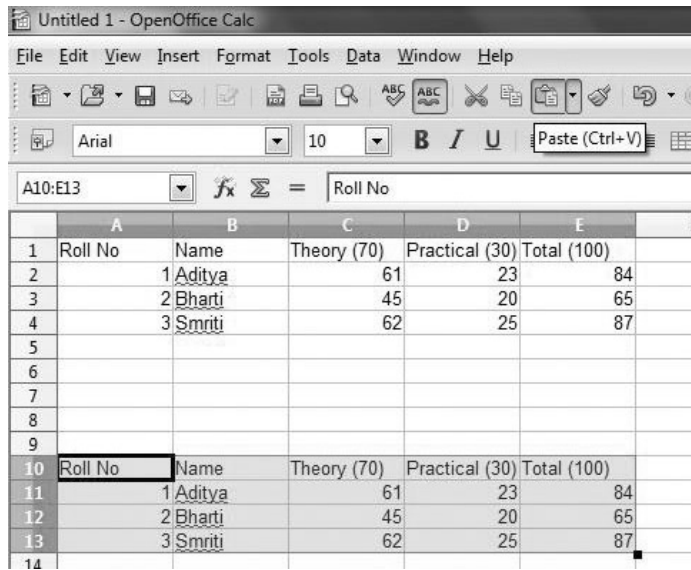 Untitled 1 - OpenOffice Calc
File Edit View Insert Format Tools Data Window Help
ABC ABC
Arial 10 B I U Paste (Ctrl+V)
A10:E13 fx Σ = Roll No
A B C D E
1 Roll No Name Theory (70) Practical (30) Total (100)
2 1 Aditya 61 23 84
3 2 Bharti 45 20 65
4 3 Smriti 62 25 87
5
6
7
8
9
10 Roll No Name Theory (70) Practical (30) Total (100)
11 1 Aditya 61 23 84
12 2 Bharti 45 20 65
13 3 Smriti 62 25 87
14